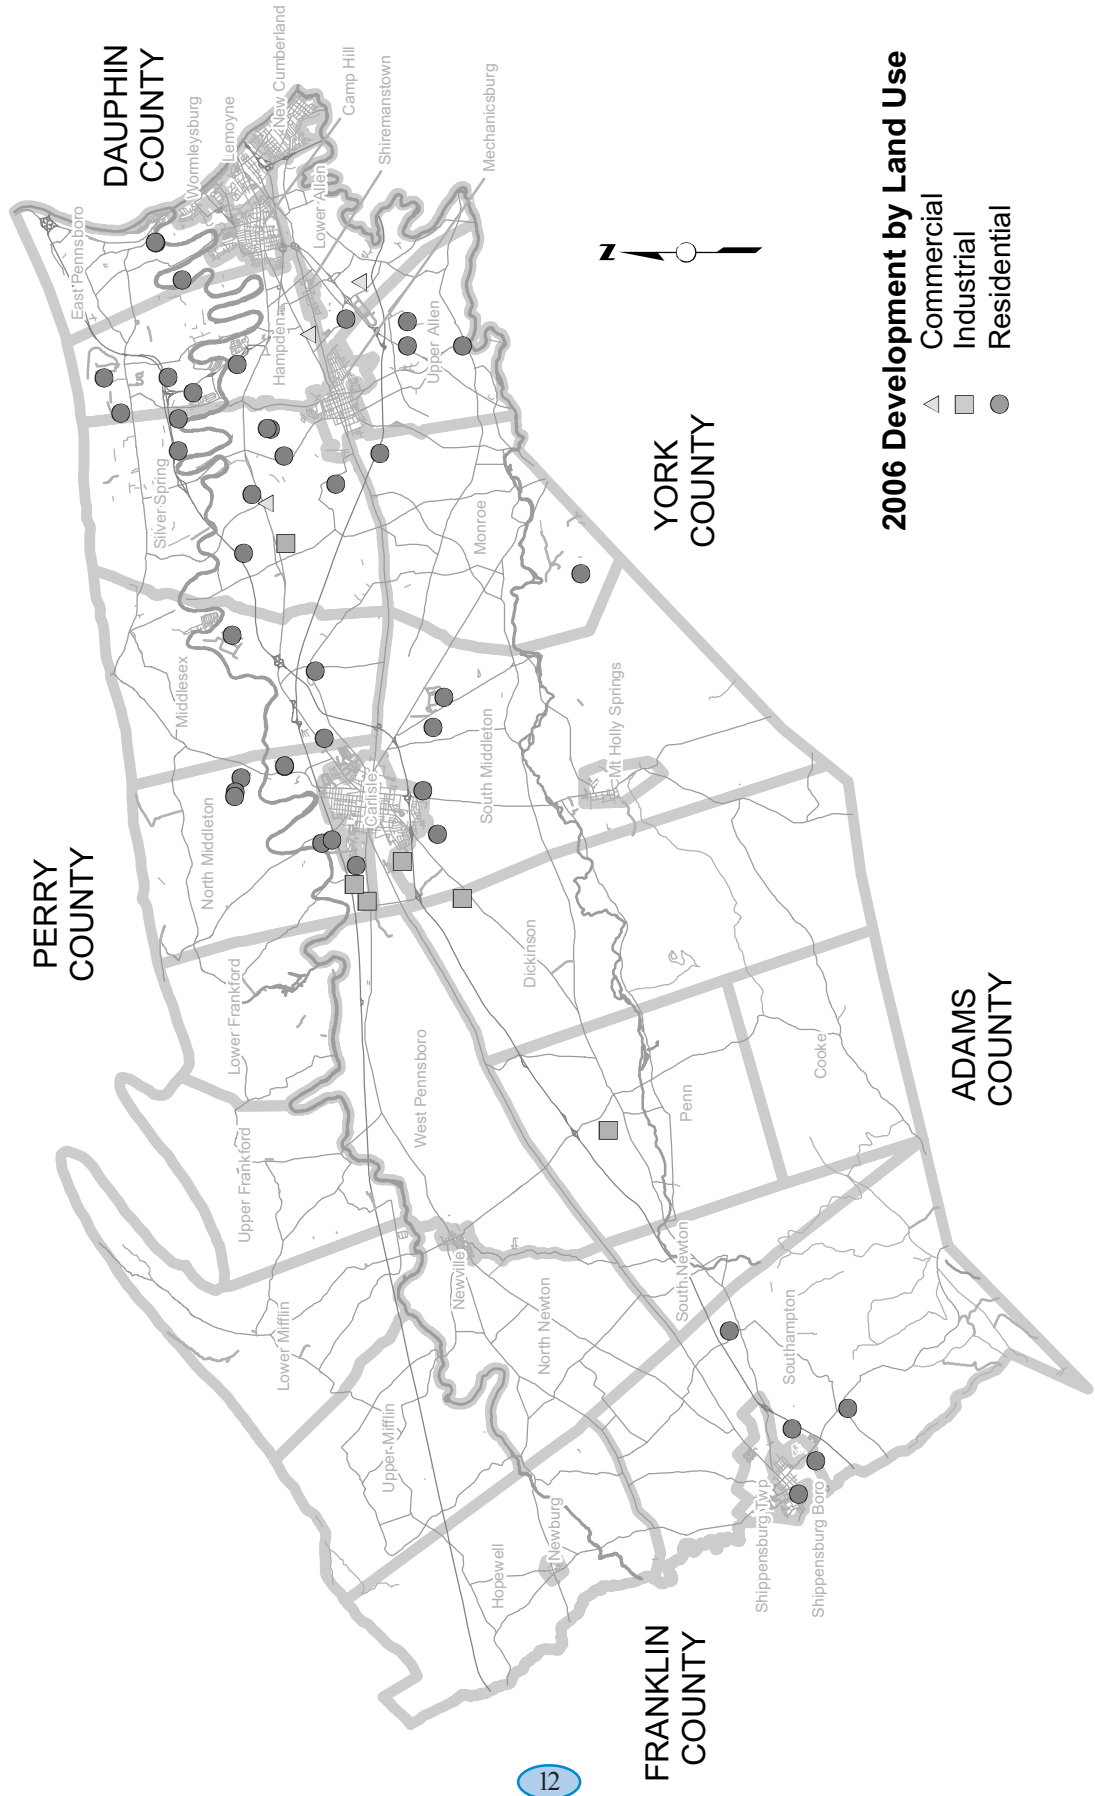 DAUPHIN
COUNTY
East Pennsboro
Wormleysburg
Lemoyne
New Cumberland
Camp Hill
Shiremanstown
Mechanicsburg
Lower Allen
Hampden
Upper Allen
Silver Spring
Monroe
Middlesex
South Middleton
Mt Holly Springs
Carlisle
North Middleton
PERRY
COUNTY
Lower Frankford
Dickinson
West Pennsboro
Upper Frankford
Penn
Cooke
Lower Mifflin
Newville
North Newton
South Newton
Southampton
Upper Mifflin
Hopewell
Newburg
Shippensburg Twp
Shippensburg Boro
YORK
COUNTY
ADAMS
COUNTY
FRANKLIN
COUNTY
N
2006 Development by Land Use
Commercial
Industrial
Residential
12